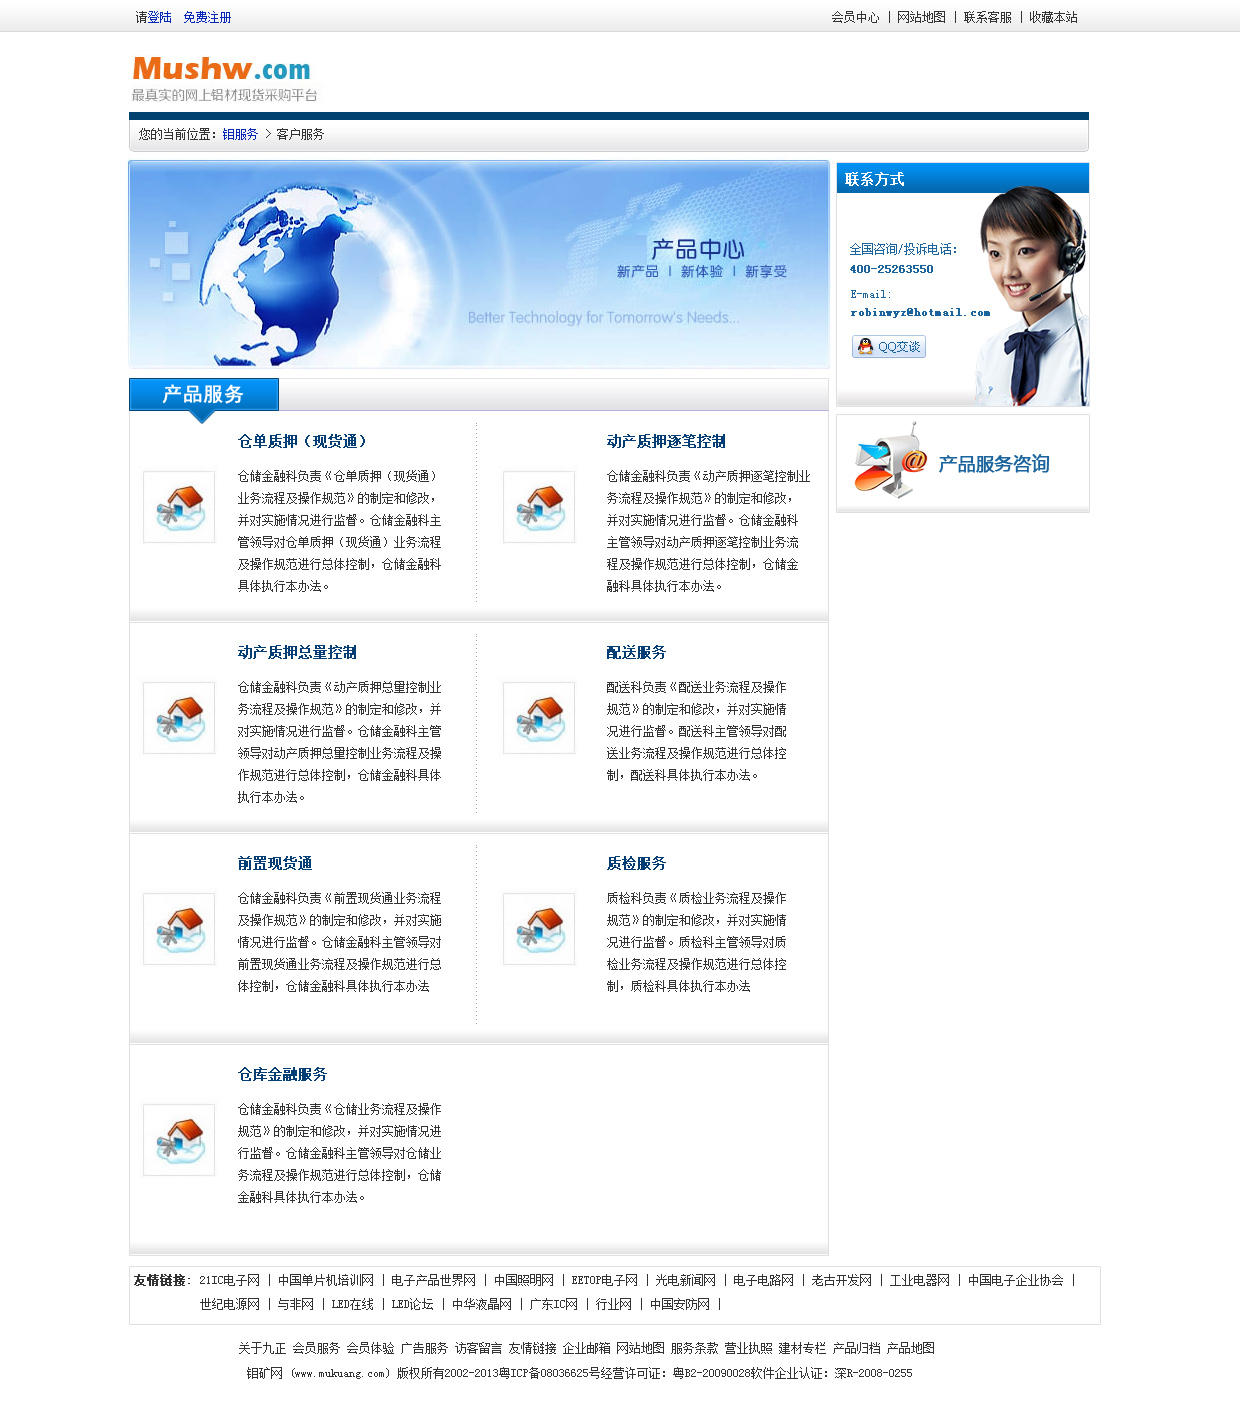 请登陆 免费注册
会员中心 | 网站地图 | 联系客服 | 收藏本站
Mushw.com
最真实的网上铝材现货采购平台
您的当前位置：钼服务 > 客户服务
产品中心
新产品 | 新体验 | 新享受
Better Technology for Tomorrow's Needs...
联系方式
全国咨询/投诉电话：
400-25263550
E-mail:
robinwyz@hotmail.com
QQ交谈
产品服务咨询
产品服务
仓单质押（现货通）
仓储金融科负责《仓单质押（现货通）
业务流程及操作规范》的制定和修改，
并对实施情况进行监督。仓储金融科主
管领导对仓单质押（现货通）业务流程
及操作规范进行总体控制，仓储金融科
具体执行本办法。
动产质押逐笔控制
仓储金融科负责《动产质押逐笔控制业
务流程及操作规范》的制定和修改，
并对实施情况进行监督。仓储金融科
主管领导对动产质押逐笔控制业务流
程及操作规范进行总体控制，仓储金
融科具体执行本办法。
动产质押总量控制
仓储金融科负责《动产质押总量控制业
务流程及操作规范》的制定和修改，并
对实施情况进行监督。仓储金融科主管
领导对动产质押总量控制业务流程及操
作规范进行总体控制，仓储金融科具体
执行本办法。
配送服务
配送科负责《配送业务流程及操作
规范》的制定和修改，并对实施情
况进行监督。配送科主管领导对配
送业务流程及操作规范进行总体控
制，配送科具体执行本办法。
前置现货通
仓储金融科负责《前置现货通业务流程
及操作规范》的制定和修改，并对实施
情况进行监督。仓储金融科主管领导对
前置现货通业务流程及操作规范进行总
体控制，仓储金融科具体执行本办法
质检服务
质检科负责《质检业务流程及操作
规范》的制定和修改，并对实施情
况进行监督。质检科主管领导对质
检业务流程及操作规范进行总体控
制，质检科具体执行本办法
仓库金融服务
仓储金融科负责《仓储业务流程及操作
规范》的制定和修改，并对实施情况进
行监督。仓储金融科主管领导对仓储业
务流程及操作规范进行总体控制，仓储
金融科具体执行本办法。
友情链接：21IC电子网 | 中国单片机培训网 | 电子产品世界网 | 中国照明网 | EETOP电子网 | 光电新闻网 | 电子电路网 | 老古开发网 | 工业电器网 | 中国电子企业协会 |
世纪电源网 | 与非网 | LED在线 | LED论坛 | 中华液晶网 | 广东IC网 | 行业网 | 中国安防网 |
关于九正 会员服务 会员体验 广告服务 访客留言 友情链接 企业邮箱 网站地图 服务条款 营业执照 建材专栏 产品归档 产品地图
钼矿网 (www.mukuang.com) 版权所有2002-2013粤ICP备08036625号经营许可证：粤B2-20090028软件企业认证：深R-2008-0255